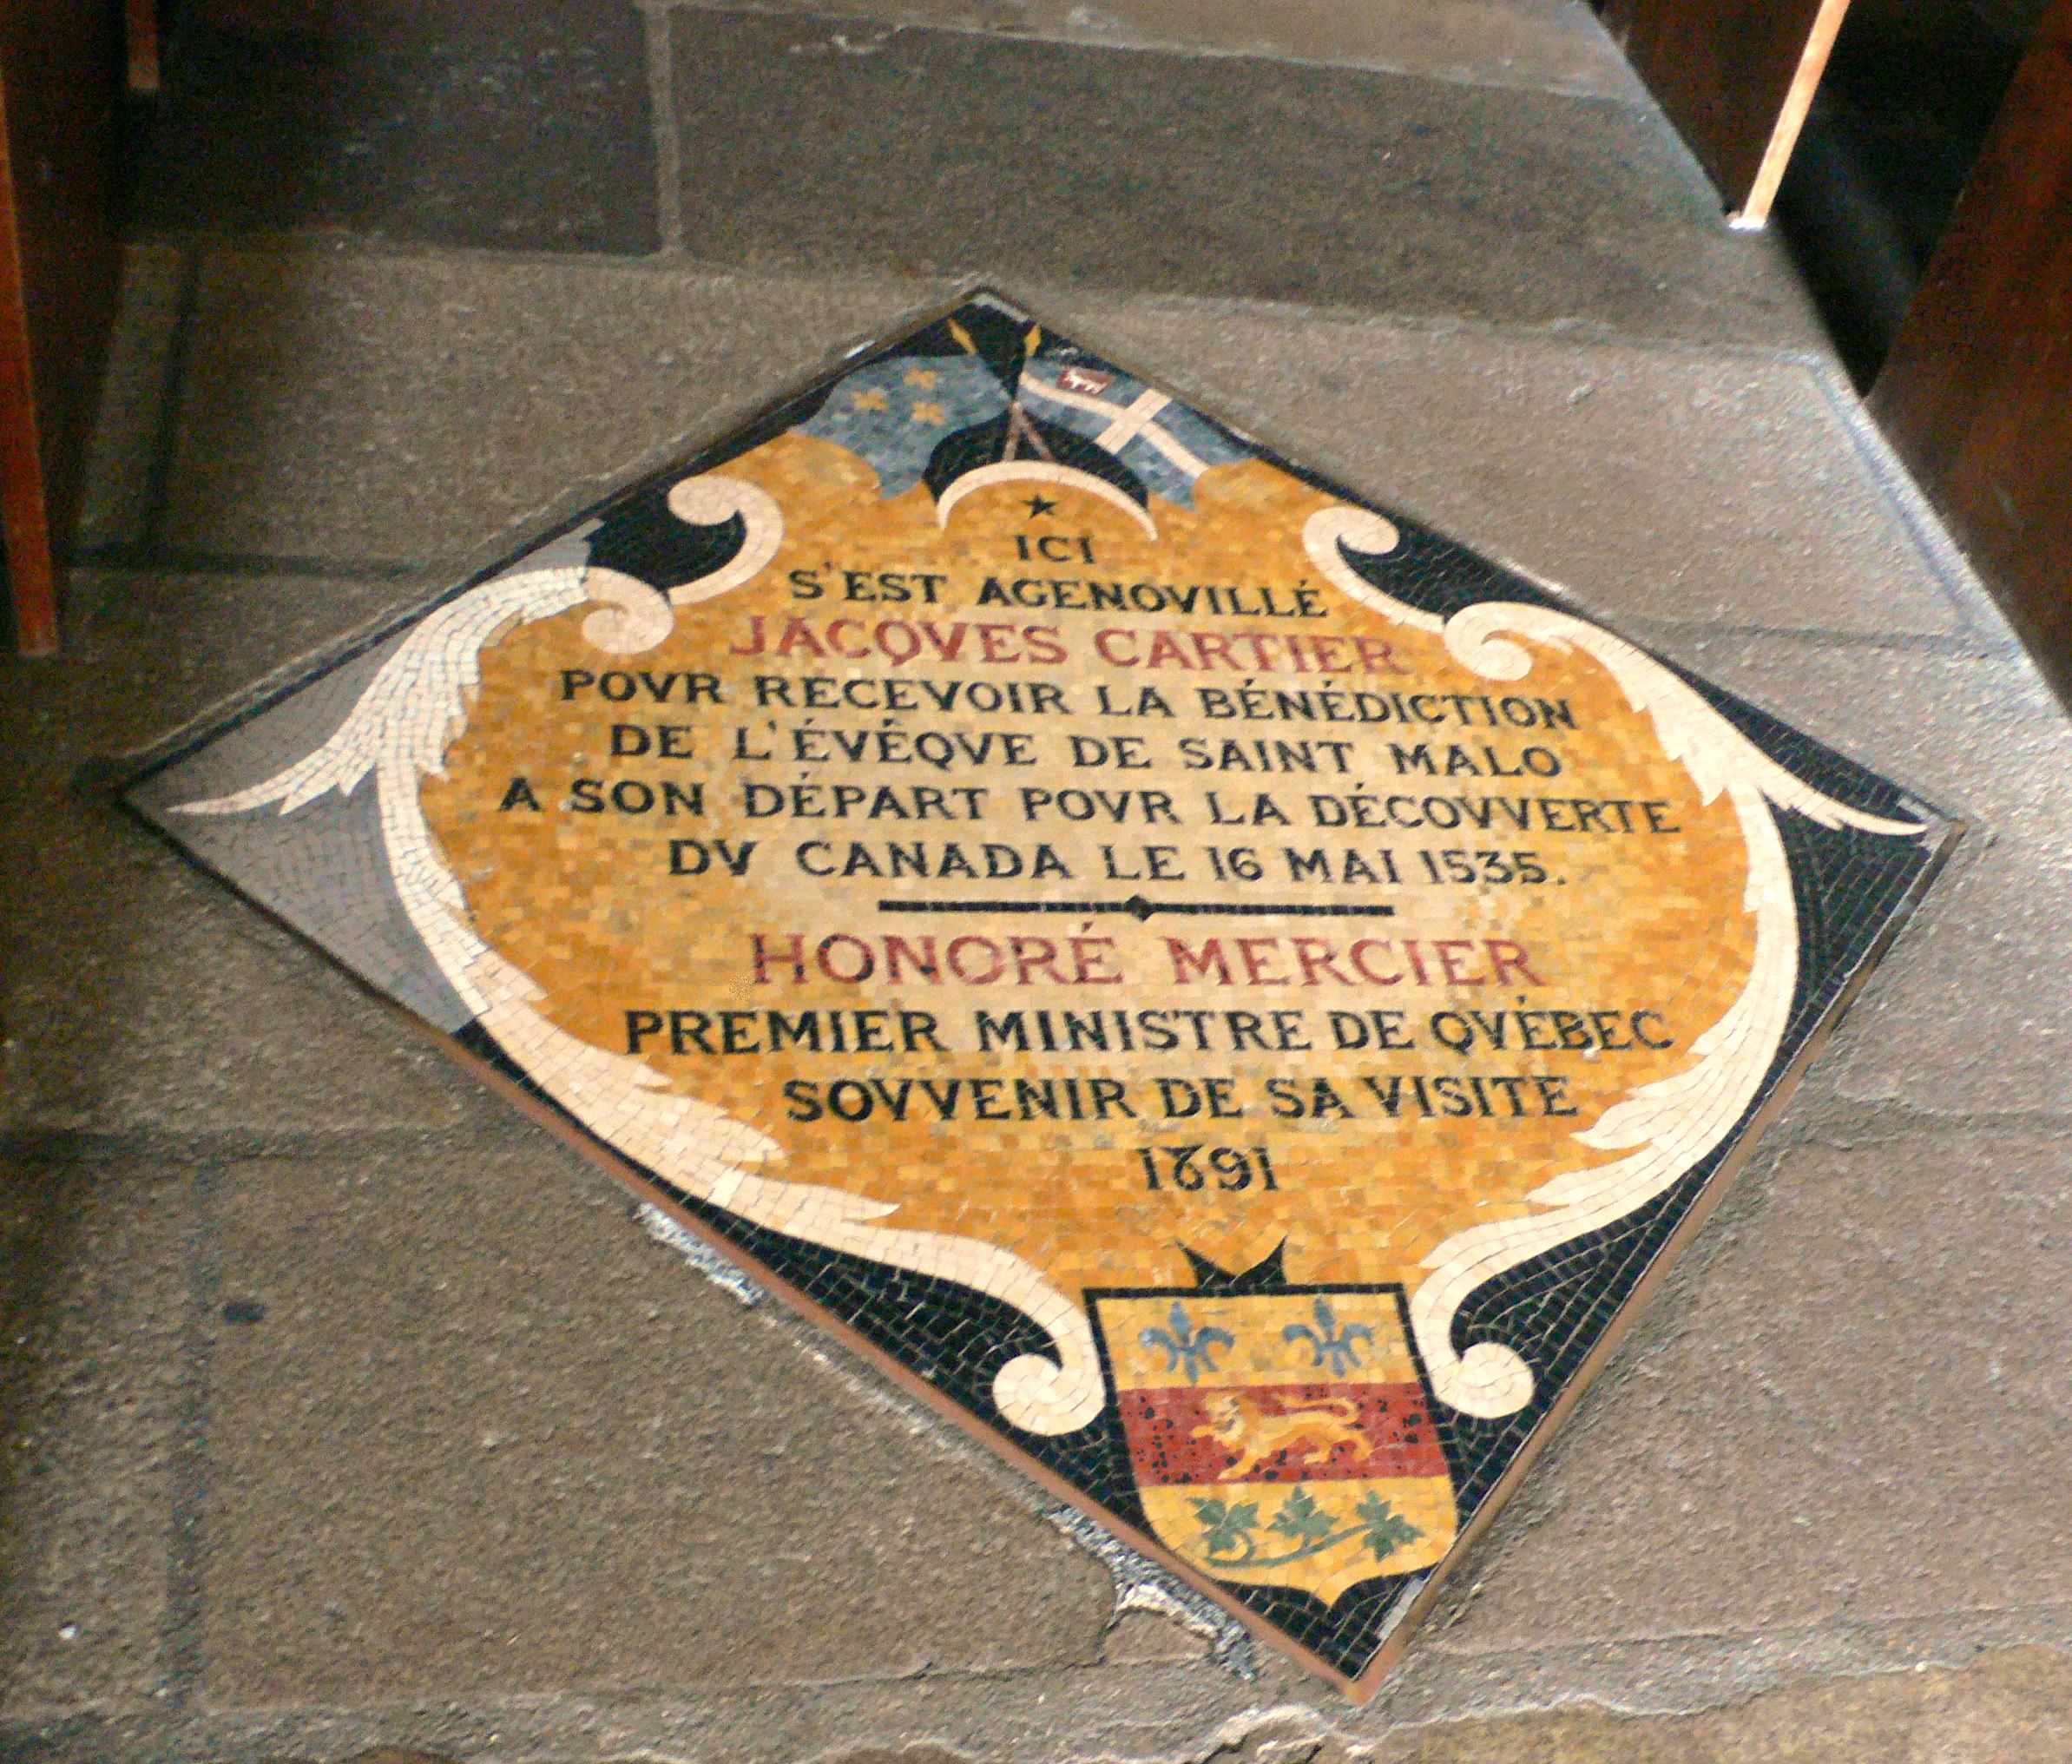 ICI
S'EST AGENOVILLÉ
JACQVES CARTIER
POVR RECEVOIR LA BÉNÉDICTION
DE L'ÉVÊQVE DE SAINT MALO
A SON DÉPART POVR LA DÉCOVVERTE
DV CANADA LE 16 MAI 1535.
HONORÉ MERCIER
PREMIER MINISTRE DE QVÉBEC
SOVVENIR DE SA VISITE
1891